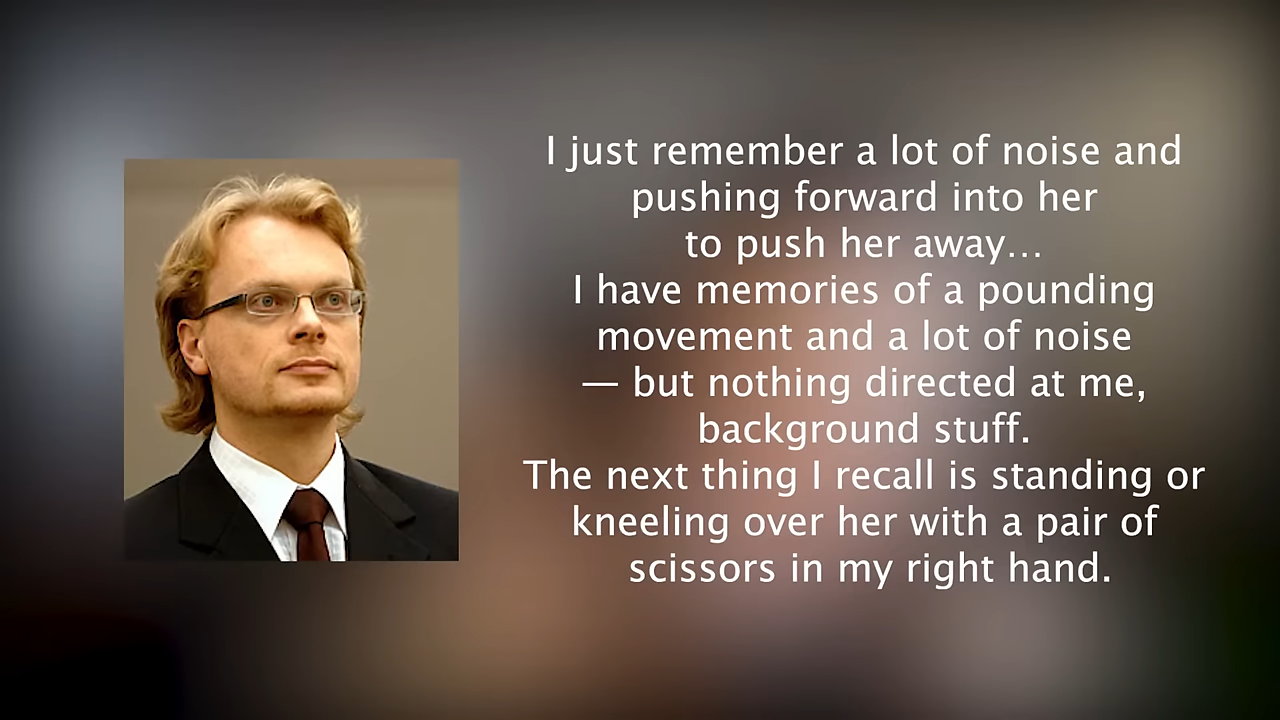 I just remember a lot of noise and
pushing forward into her
to push her away...
I have memories of a pounding
movement and a lot of noise
— but nothing directed at me,
background stuff.
The next thing I recall is standing or
kneeling over her with a pair of
scissors in my right hand.